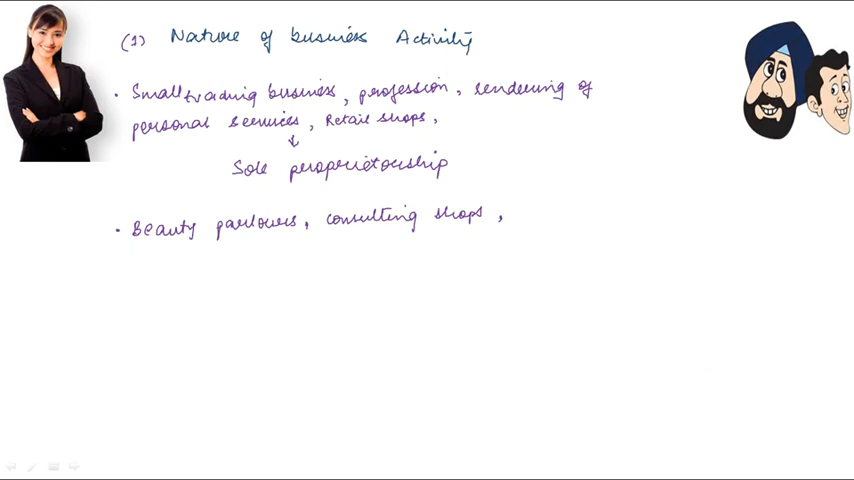 (1) Nature of business Activity
• Small trading business, profession, rendering of
personal services, Retail shops,
Sole proprietorship
• Beauty parlours, consulting shops,